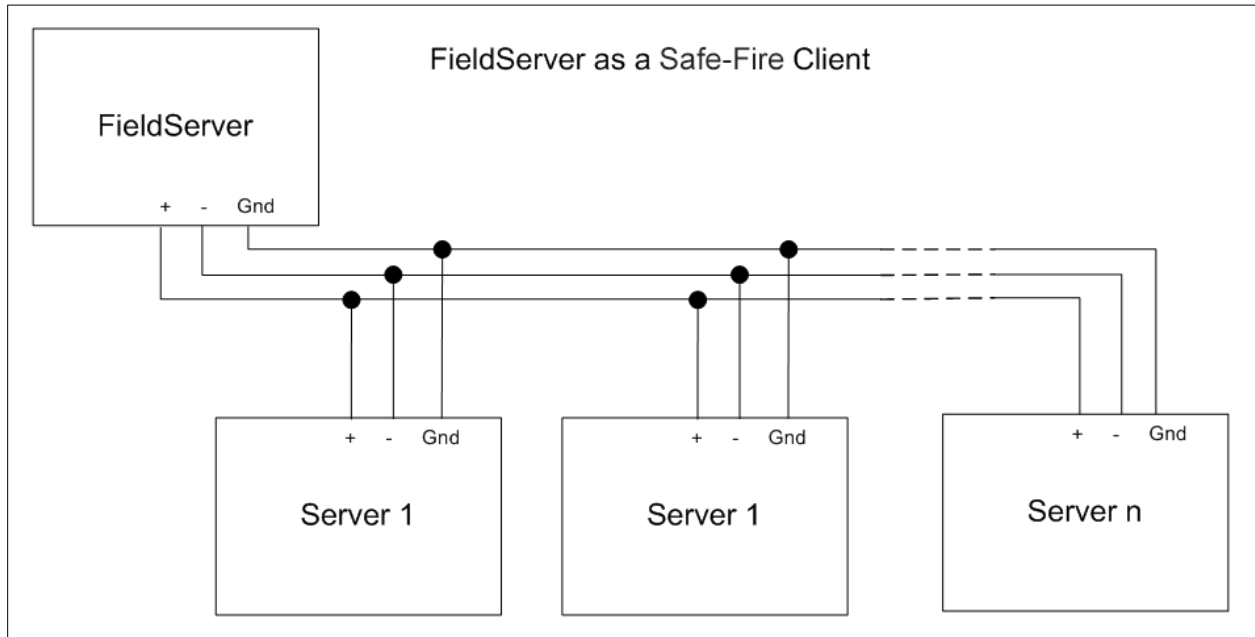 FieldServer as a Safe-Fire Client
FieldServer
+ - Gnd
+ - Gnd
+ - Gnd
+ - Gnd
Server 1
Server 1
Server n